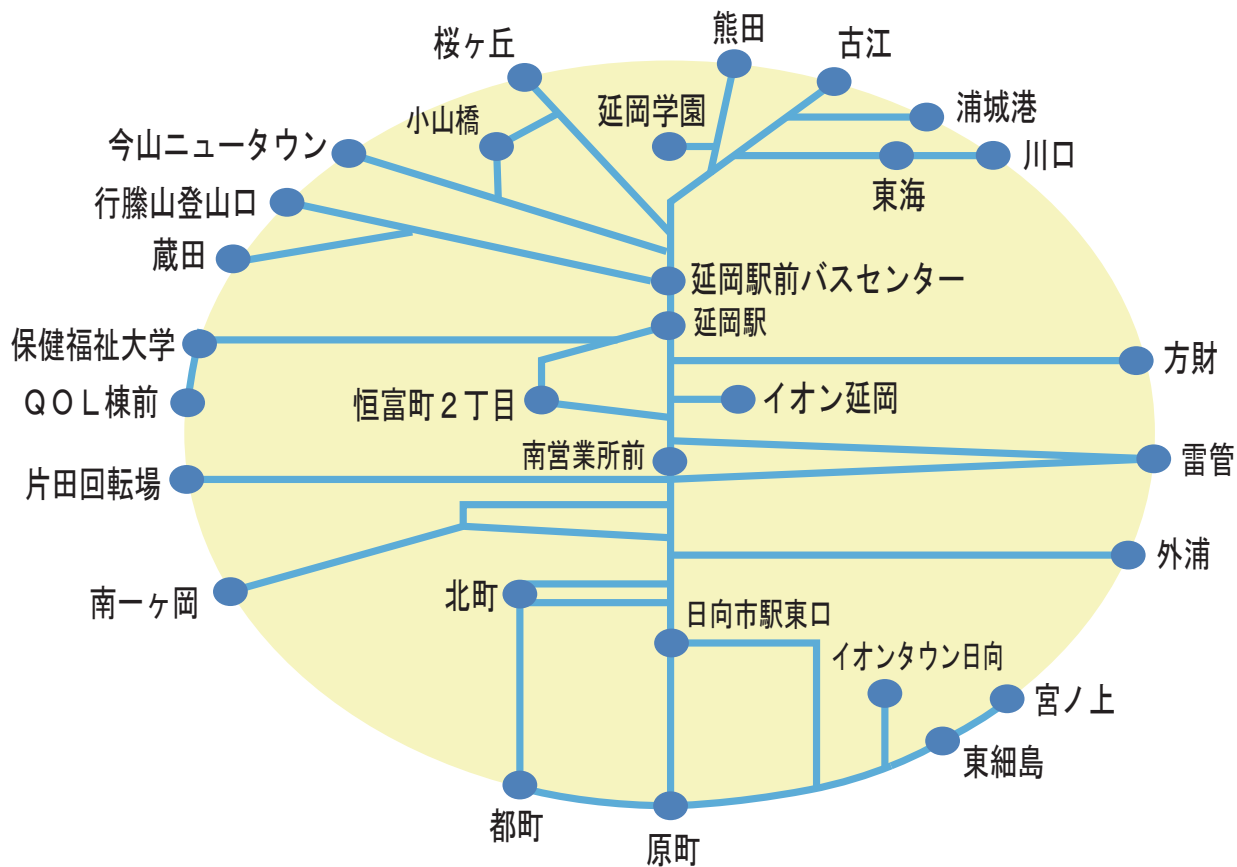 熊田
桜ヶ丘
古江
小山橋
延岡学園
浦城港
今山ニュータウン
川口
行縢山登山口
東海
蔵田
延岡駅前バスセンター
延岡駅
保健福祉大学
方財
QOL棟前
恒富町2丁目
イオン延岡
南営業所前
雷管
片田回転場
外浦
南一ヶ岡
北町
日向市駅東口
イオンタウン日向
宮ノ上
東細島
都町
原町